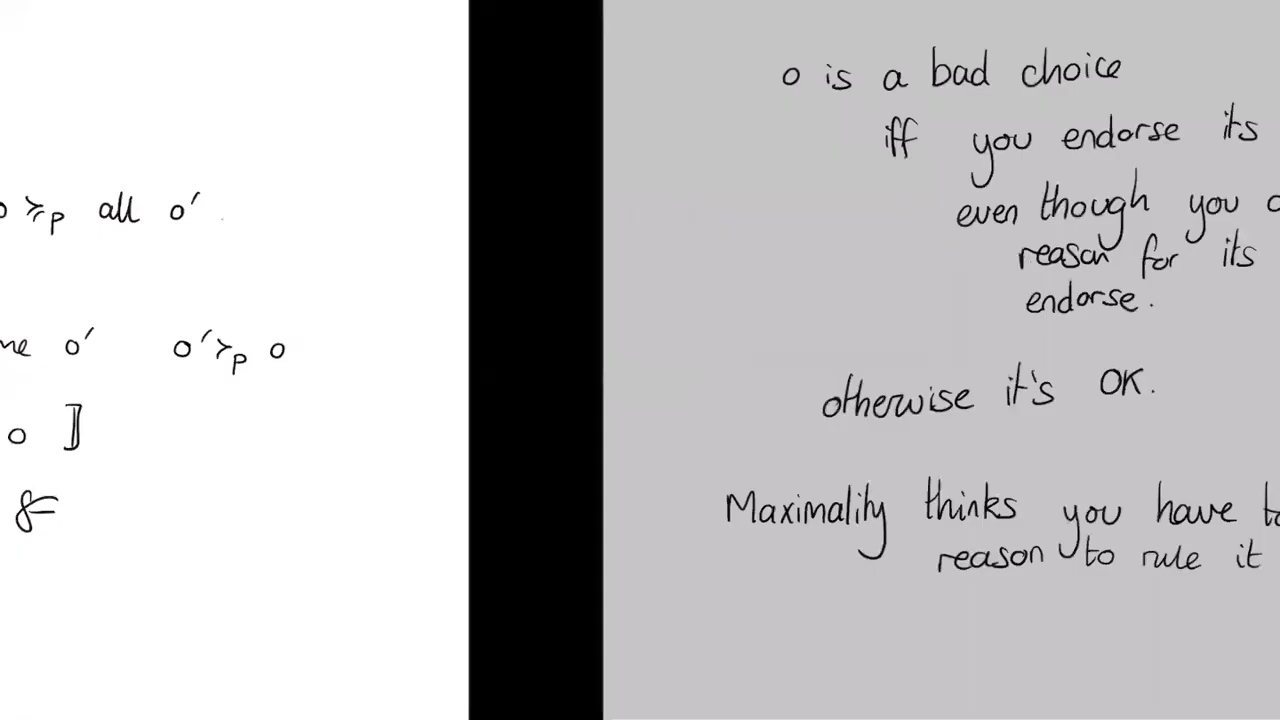 o ≽p all o′
o′ o′ ≻p o
o ]
o is a bad choice
iff you endorse its
even though you
reason for its
endorse.
otherwise it's OK.
Maximality thinks you have
reason to rule it